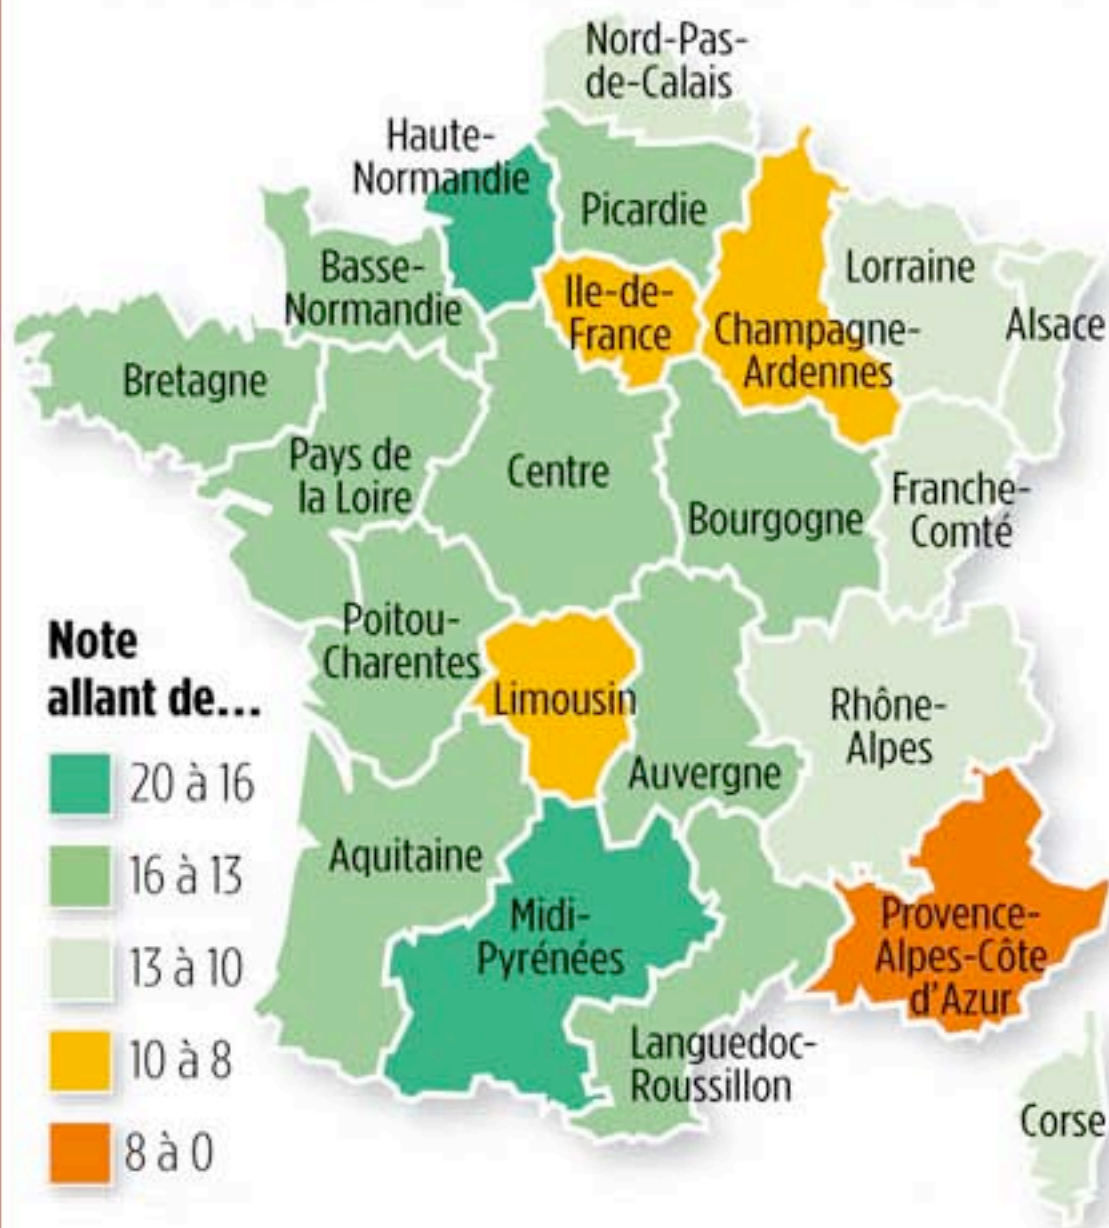 Nord-Pas-
de-Calais
Haute-
Normandie
Picardie
Basse-
Normandie
Ile-de-
France
Champagne-
Ardennes
Lorraine
Alsace
Bretagne
Pays de
la Loire
Centre
Bourgogne
Franche-
Comté
Poitou-
Charentes
Limousin
Auvergne
Rhône-
Alpes
Aquitaine
Midi-
Pyrénées
Languedoc-
Roussillon
Provence-
Alpes-Côte
d'Azur
Corse
Note
allant de...
20 à 16
16 à 13
13 à 10
10 à 8
8 à 0